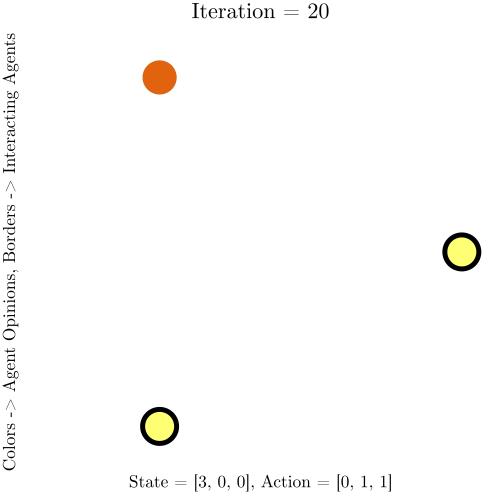 Iteration = 20
Colors -> Agent Opinions, Borders -> Interacting Agents
State = [3, 0, 0], Action = [0, 1, 1]